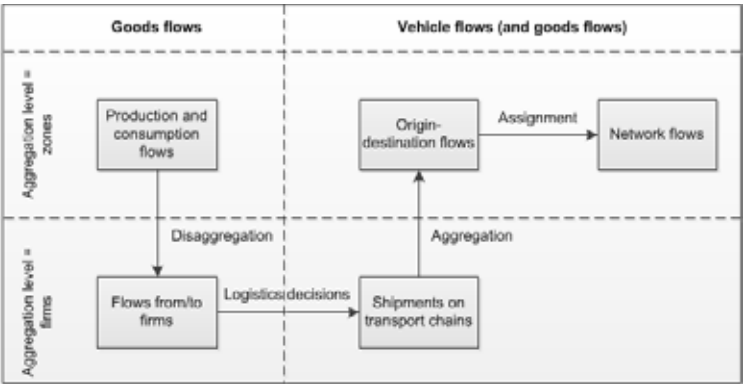 Goods flows
Vehicle flows (and goods flows)
Aggregation level =
zones
Production and
consumption
flows
Origin-
destination flows
Assignment
Network flows
Disaggregation
Aggregation
Aggregation level =
firms
Flows from/to
firms
Logistics decisions
Shipments on
transport chains